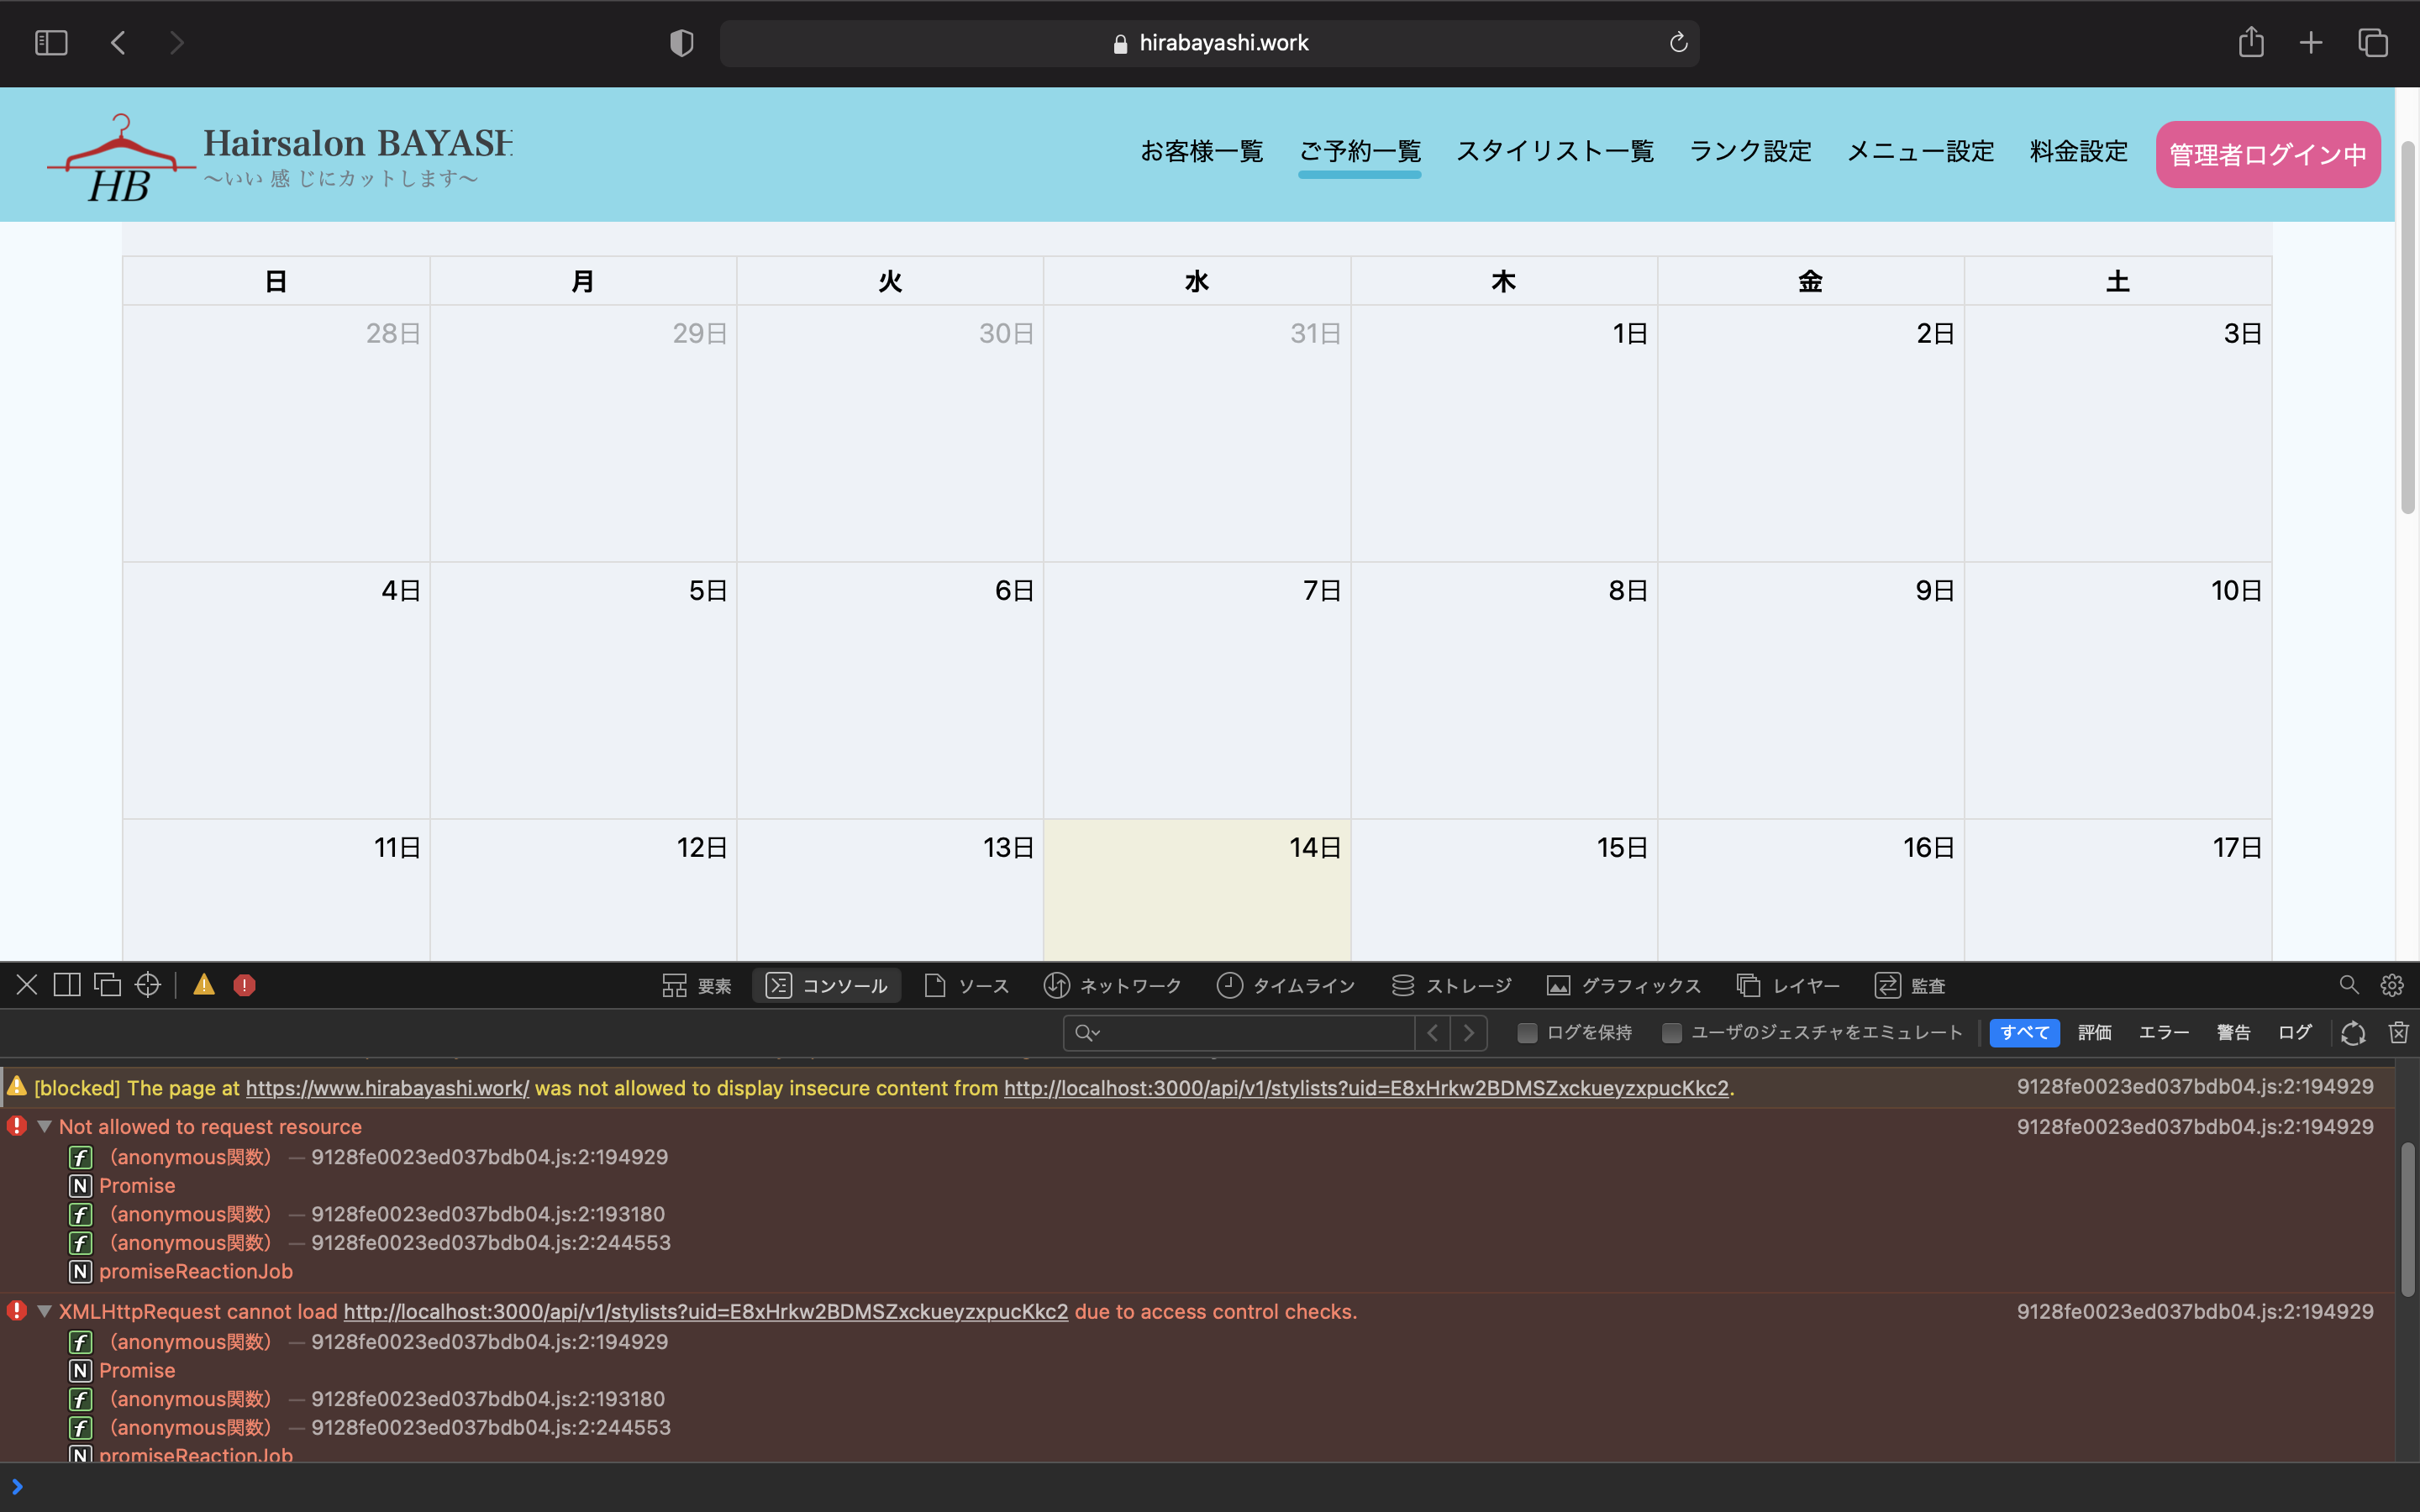 hirabayashi.work
HB
Hairsalon BAYASH
〜いい 感 じにカットします〜
お客様一覧 ご予約一覧 スタイリスト一覧 ランク設定 メニュー設定 料金設定 管理者ログイン中
日 月 火 水 木 金 土
28日 29日 30日 31日 1日 2日 3日
4日 5日 6日 7日 8日 9日 10日
11日 12日 13日 14日 15日 16日 17日
要素 コンソール ソース ネットワーク タイムライン ストレージ グラフィックス レイヤー 監査
ログを保持 ユーザのジェスチャをエミュレート すべて 評価 エラー 警告 ログ
[blocked] The page at https://www.hirabayashi.work/ was not allowed to display insecure content from http://localhost:3000/api/v1/stylists?uid=E8xHrkw2BDMSZxckueyzxpucKkc2. 9128fe0023ed037bdb04.js:2:194929
Not allowed to request resource 9128fe0023ed037bdb04.js:2:194929
f （anonymous関数） — 9128fe0023ed037bdb04.js:2:194929
N Promise
f （anonymous関数） — 9128fe0023ed037bdb04.js:2:193180
f （anonymous関数） — 9128fe0023ed037bdb04.js:2:244553
N promiseReactionJob
XMLHttpRequest cannot load http://localhost:3000/api/v1/stylists?uid=E8xHrkw2BDMSZxckueyzxpucKkc2 due to access control checks. 9128fe0023ed037bdb04.js:2:194929
f （anonymous関数） — 9128fe0023ed037bdb04.js:2:194929
N Promise
f （anonymous関数） — 9128fe0023ed037bdb04.js:2:193180
f （anonymous関数） — 9128fe0023ed037bdb04.js:2:244553
N promiseReactionJob